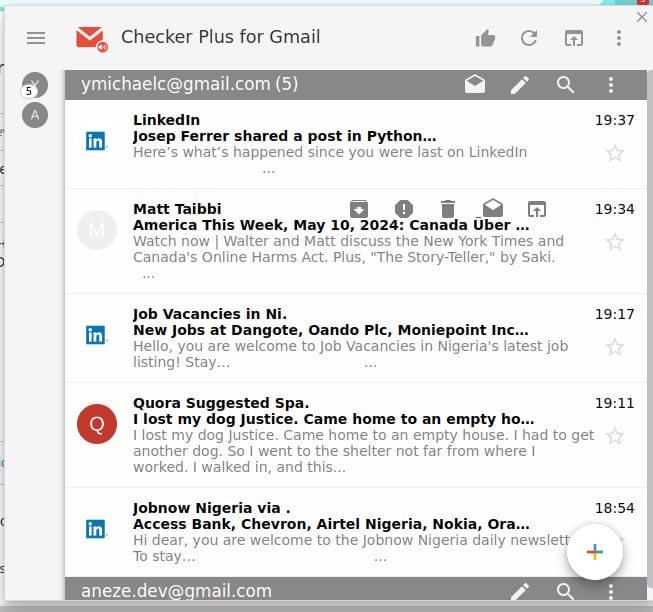 Checker Plus for Gmail
Y
5
A
ymichaelc@gmail.com (5)
LinkedIn 19:37
Josep Ferrer shared a post in Python…
Here’s what’s happened since you were last on LinkedIn
...
in
Matt Taibbi 19:34
America This Week, May 10, 2024: Canada Über ...
M
Watch now | Walter and Matt discuss the New York Times and
Canada's Online Harms Act. Plus, "The Story-Teller," by Saki.
...
Job Vacancies in Ni. 19:17
New Jobs at Dangote, Oando Plc, Moniepoint Inc…
in
Hello, you are welcome to Job Vacancies in Nigeria's latest job
listing! Stay… ...
Quora Suggested Spa. 19:11
I lost my dog Justice. Came home to an empty ho…
Q
I lost my dog Justice. Came home to an empty house. I had to get
another dog. So I went to the shelter not far from where I
worked. I walked in, and this…
Jobnow Nigeria via . 18:54
Access Bank, Chevron, Airtel Nigeria, Nokia, Ora…
in
Hi dear, you are welcome to the Jobnow Nigeria daily newslett
To stay… ...
aneze.dev@gmail.com